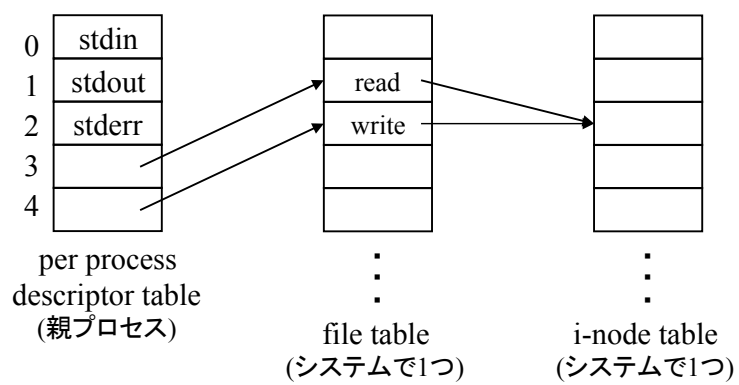 0 stdin
1 stdout read
2 stderr write
3
4
per process
descriptor table
(親プロセス)
file table
(システムで1つ)
i-node table
(システムで1つ)